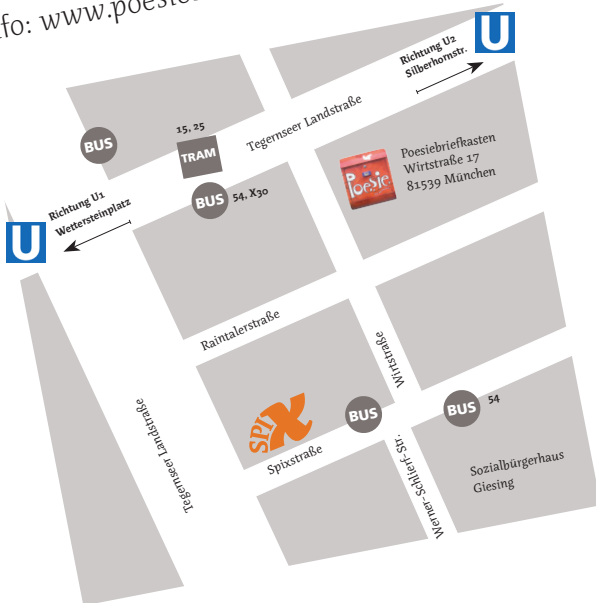 fo: www.poesie
U
Richtung U2
Silberhornstr.
15, 25
TRAM
Tegernseer Landstraße
BUS
Poesie
Poesiebriefkasten
Wirtstraße 17
81539 München
BUS
54, X30
Richtung U1
Wettersteinplatz
U
Raintalerstraße
Wirtstraße
SPIX
BUS
BUS
54
Tegernseer Landstraße
Spixstraße
Werner-Schlierf-Str.
Sozialbürgerhaus
Giesing